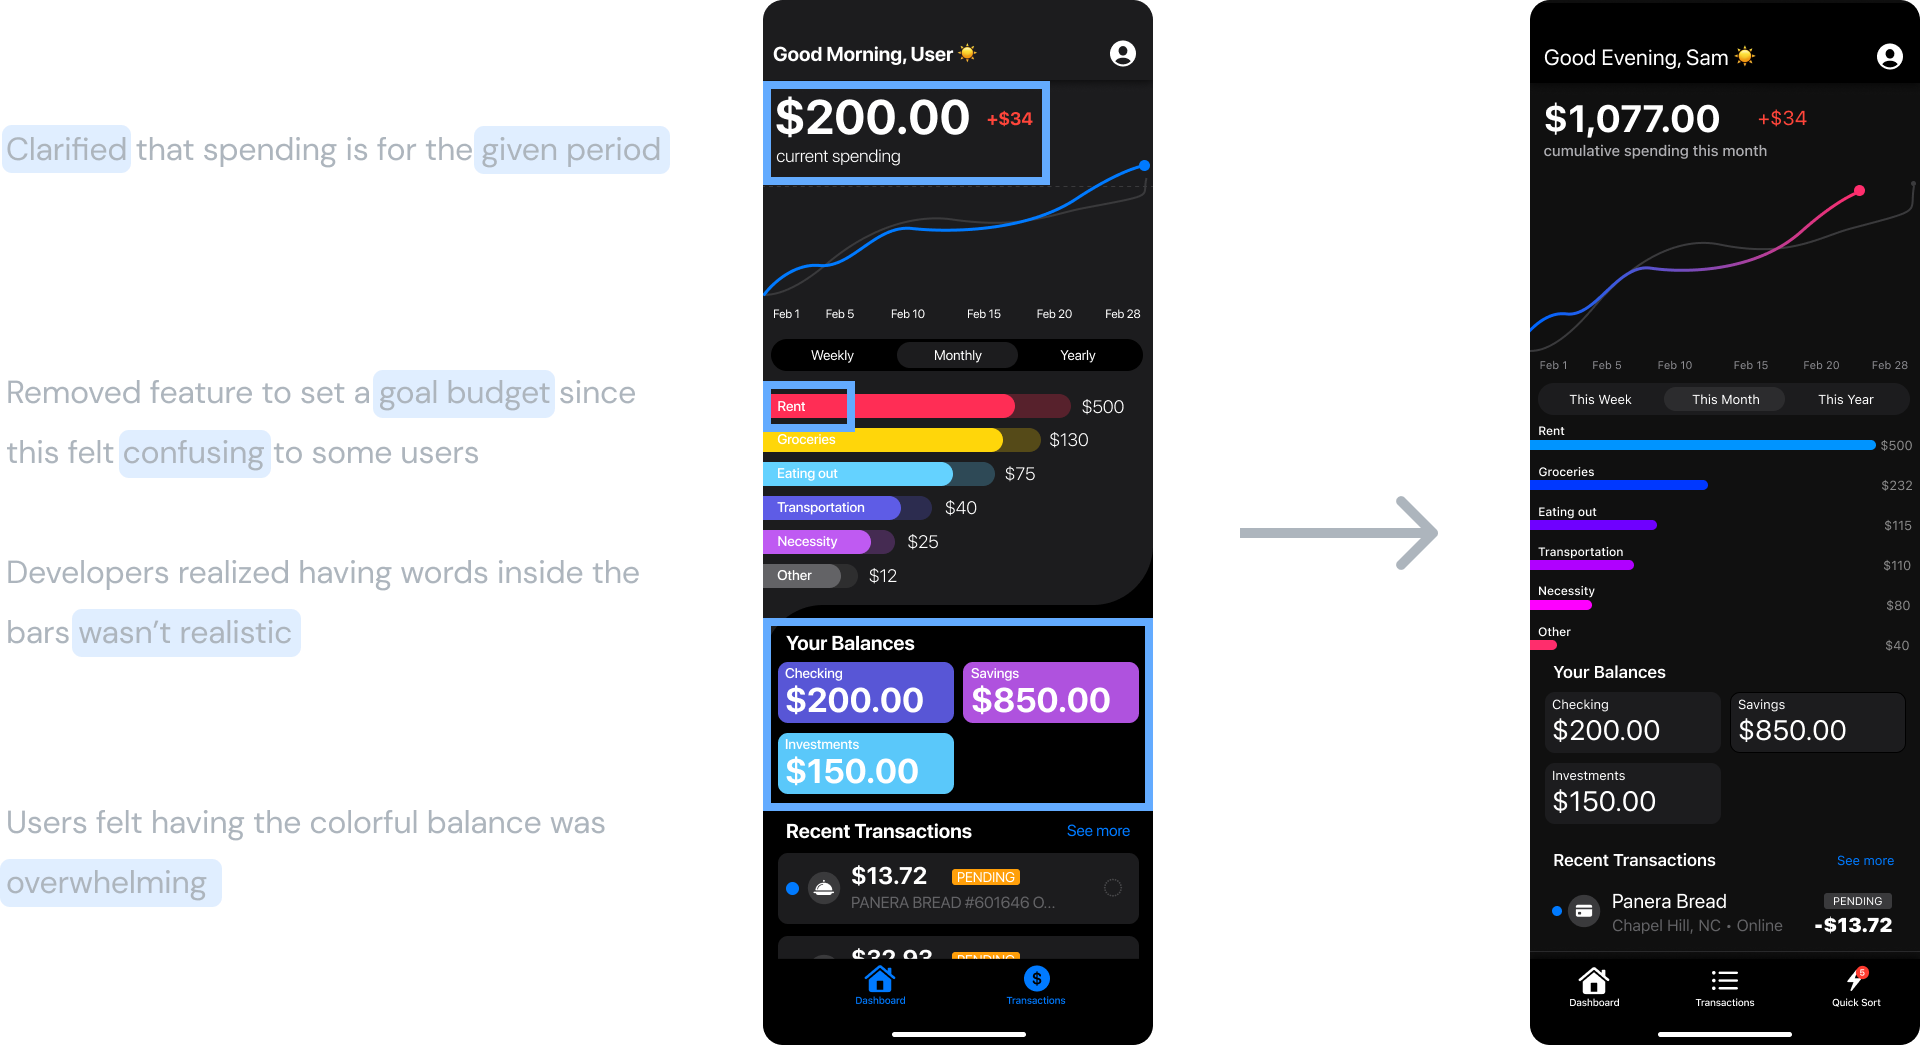 Clarified that spending is for the given period
Removed feature to set a goal budget since
this felt confusing to some users
Developers realized having words inside the
bars wasn't realistic
Users felt having the colorful balance was
overwhelming
Good Morning, User
$200.00 +$34
current spending
Feb 1 Feb 5 Feb 10 Feb 15 Feb 20 Feb 28
Weekly Monthly Yearly
Rent $500
Groceries $130
Eating out $75
Transportation $40
Necessity $25
Other $12
Your Balances
Checking Savings
$200.00 $850.00
Investments
$150.00
Recent Transactions See more
$13.72 PENDING
PANERA BREAD #601646 O...
$32.93 PENDING
Dashboard Transactions
Good Evening, Sam
$1,077.00 +$34
cumulative spending this month
Feb 1 Feb 5 Feb 10 Feb 15 Feb 20 Feb 28
This Week This Month This Year
Rent
$500
Groceries
$232
Eating out
$115
Transportation
$110
Necessity
$80
Other
$40
Your Balances
Checking Savings
$200.00 $850.00
Investments
$150.00
Recent Transactions See more
Panera Bread PENDING
Chapel Hill, NC • Online -$13.72
5
Dashboard Transactions Quick Sort